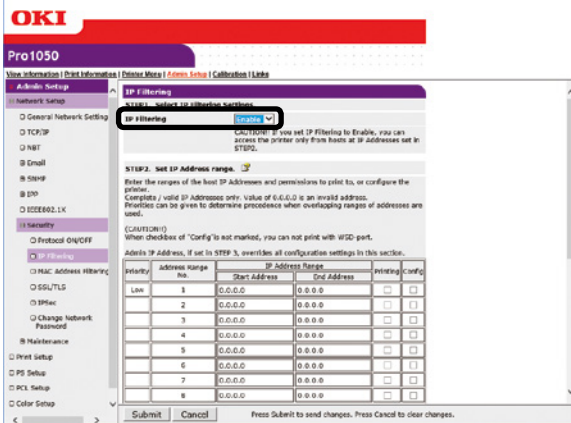 OKI
Pro1050
View Information | Print Information | Printer Menu | Admin Setup | Calibration | Links
Admin Setup
Network Setup
General Network Setting
TCP/IP
NBT
Email
SNMP
IPP
IEEE802.1X
Security
Protocol ON/OFF
IP Filtering
MAC Address Filtering
SSL/TLS
IPSec
Change Network
Password
Maintenance
Print Setup
PS Setup
PCL Setup
Color Setup
IP Filtering
STEP1. Select IP Filtering Settings
IP Filtering Enable
CAUTION!! If you set IP Filtering to Enable, you can
access the printer only from hosts at IP Addresses set in
STEP2.
STEP2. Set IP Address range.
Enter the ranges of the host IP Addresses and permissions to print to, or configure the
printer.
Complete / valid IP Addresses only. Value of 0.0.0.0 is an invalid address.
Priorities can be given to determine precedence when overlapping ranges of addresses are
used.
(CAUTION!!)
When checkbox of "Config"is not marked, you can not print with WSD-port.
Admin IP Address, if set in STEP 3, overrides all configuration settings in this section.
Priority Address Range No. IP Address Range Printing Config
Start Address End Address
Low 1 0.0.0.0 0.0.0.0
2 0.0.0.0 0.0.0.0
3 0.0.0.0 0.0.0.0
4 0.0.0.0 0.0.0.0
5 0.0.0.0 0.0.0.0
6 0.0.0.0 0.0.0.0
7 0.0.0.0 0.0.0.0
8 0.0.0.0 0.0.0.0
Submit Cancel Press Submit to send changes. Press Cancel to clear changes.